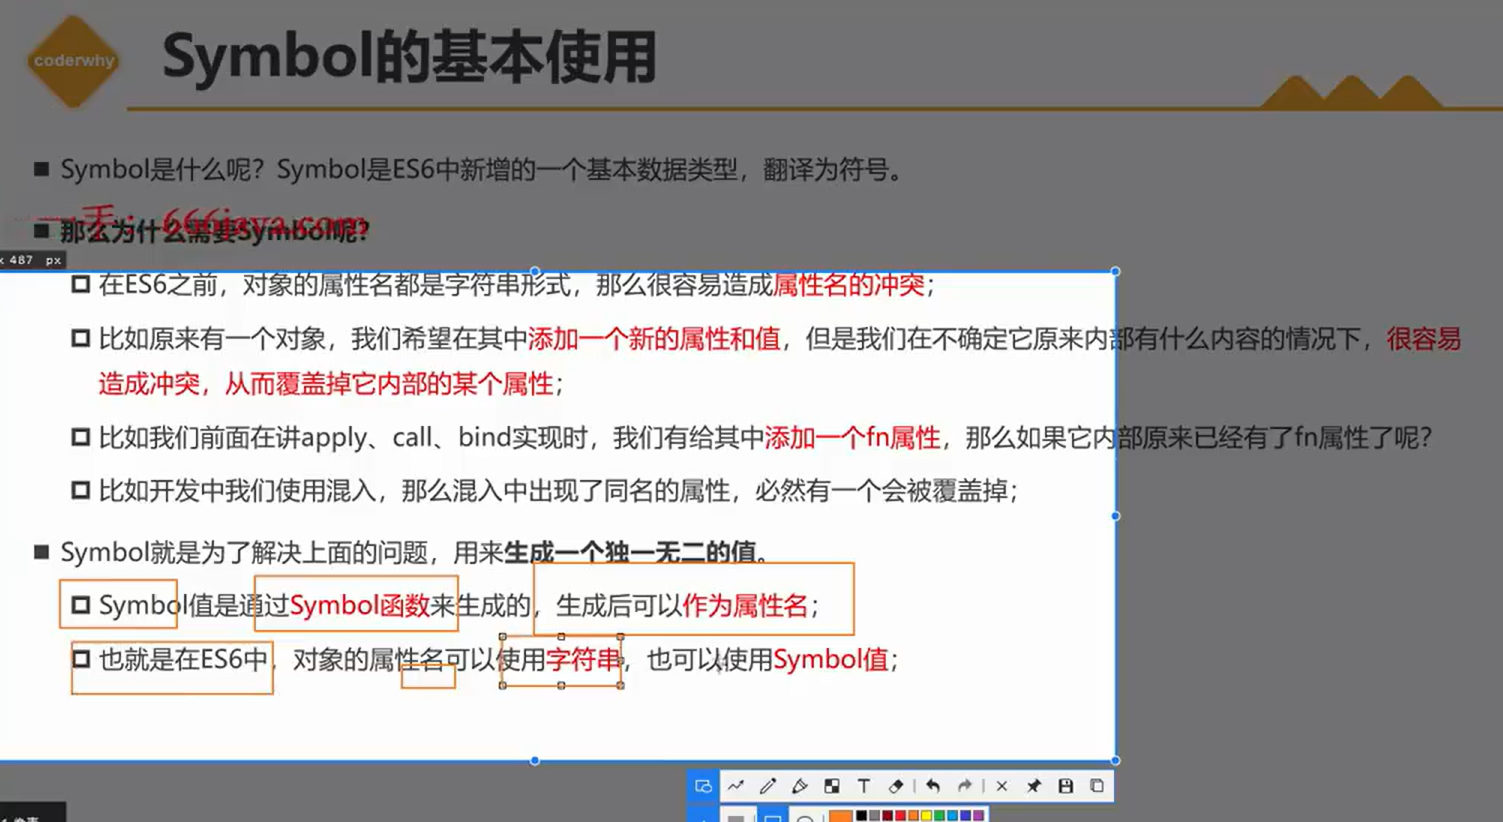 coderwhy
Symbol的基本使用
Symbol是什么呢？Symbol是ES6中新增的一个基本数据类型，翻译为符号。
一手：666java.com
那么为什么需要Symbol呢？
x 487 px
在ES6之前，对象的属性名都是字符串形式，那么很容易造成属性名的冲突；
比如原来有一个对象，我们希望在其中添加一个新的属性和值，但是我们在不确定它原来内部有什么内容的情况下，很容易
造成冲突，从而覆盖掉它内部的某个属性；
比如我们前面在讲apply、call、bind实现时，我们有给其中添加一个fn属性，那么如果它内部原来已经有了fn属性了呢？
比如开发中我们使用混入，那么混入中出现了同名的属性，必然有一个会被覆盖掉；
Symbol就是为了解决上面的问题，用来生成一个独一无二的值。
Symbol值是通过Symbol函数来生成的，生成后可以作为属性名；
也就是在ES6中，对象的属性名可以使用字符串，也可以使用Symbol值；